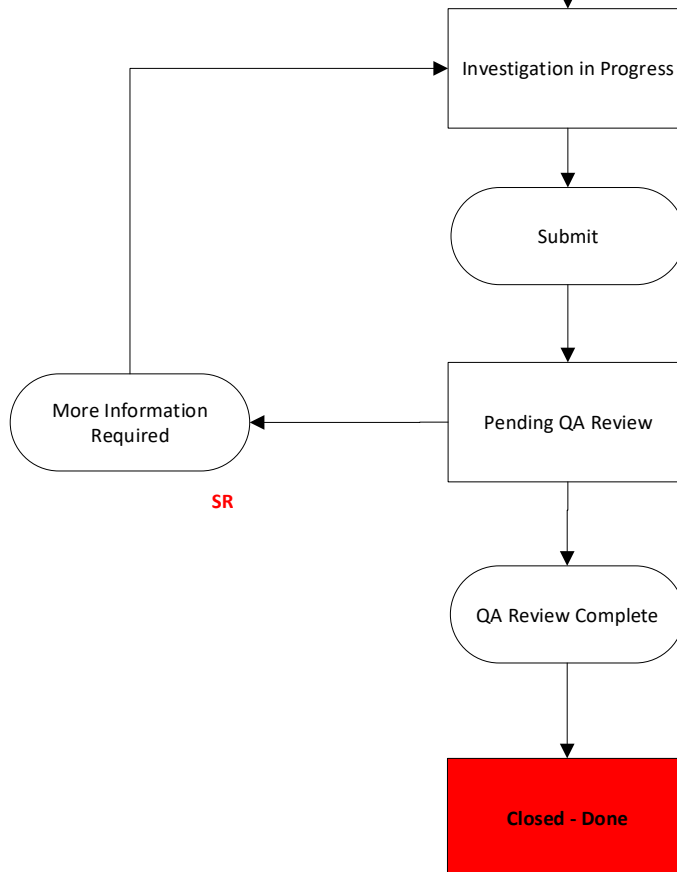 Investigation in Progress
Submit
More Information
Required
Pending QA Review
SR
QA Review Complete
Closed - Done